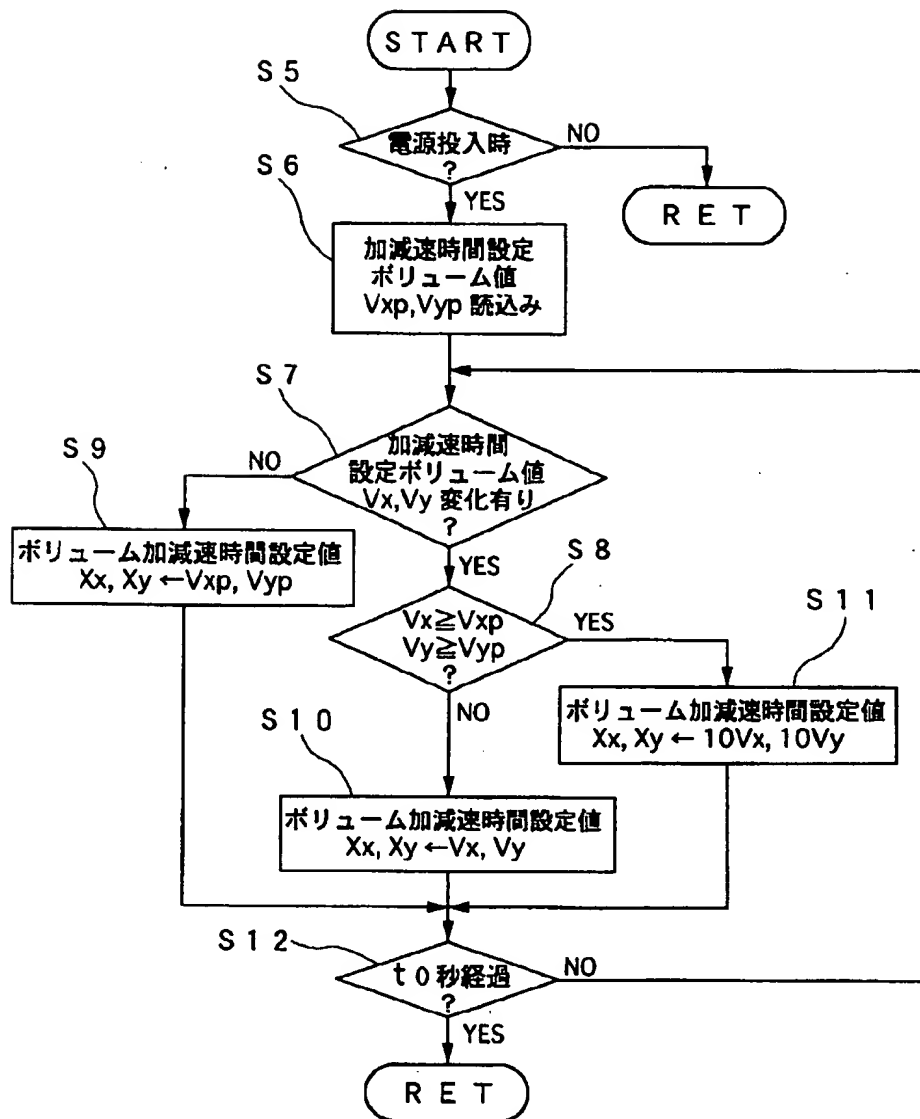 START
S5
電源投入時
?
NO
RET
S6
YES
加減速時間設定
ボリューム値
Vxp,Vyp 読込み
S7
加減速時間
設定ボリューム値
Vx,Vy 変化有り
?
NO
S9
ボリューム加減速時間設定値
Xx, Xy ←Vxp, Vyp
YES
S8
Vx≧Vxp
Vy≧Vyp
?
YES
S11
ボリューム加減速時間設定値
Xx, Xy ← 10Vx, 10Vy
NO
S10
ボリューム加減速時間設定値
Xx, Xy ←Vx, Vy
S12
t0秒経過
?
NO
YES
RET